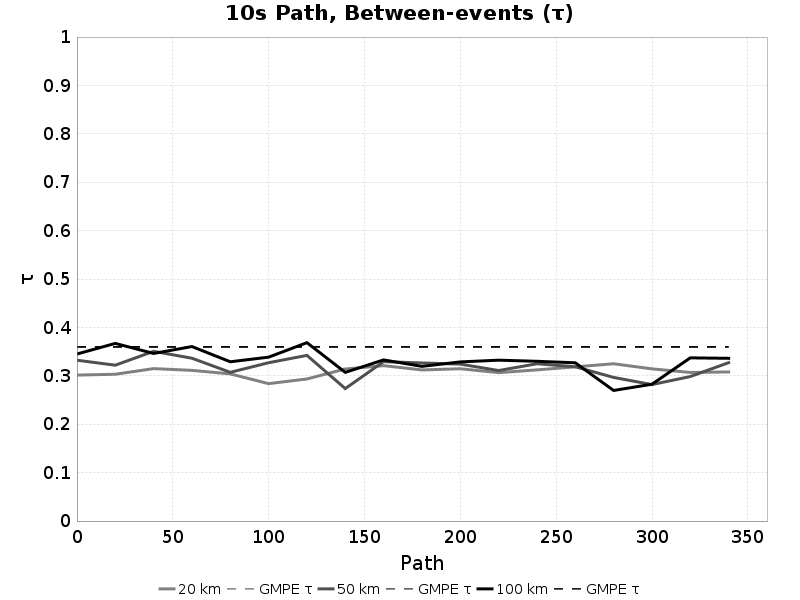 10s Path, Between-events (τ)
1
0.9
0.8
0.7
0.6
0.5
0.4
0.3
0.2
0.1
0
τ
0 50 100 150 200 250 300 350
Path
20 km GMPE τ 50 km GMPE τ 100 km GMPE τ